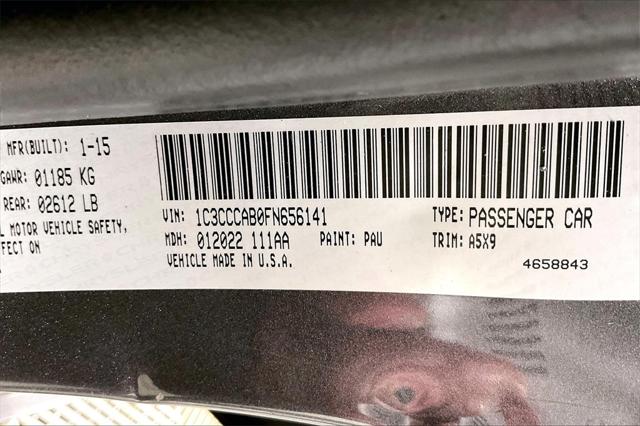 MFR(BUILT): 1-15
GAWR: 01185 KG
REAR: 02612 LB
MOTOR VEHICLE SAFETY,
ON
VIN: 1C3CCCAB0FN656141
TYPE: PASSENGER CAR
MDH: 012022 111AA
PAINT: PAU
TRIM: A5X9
VEHICLE MADE IN U.S.A.
4658843